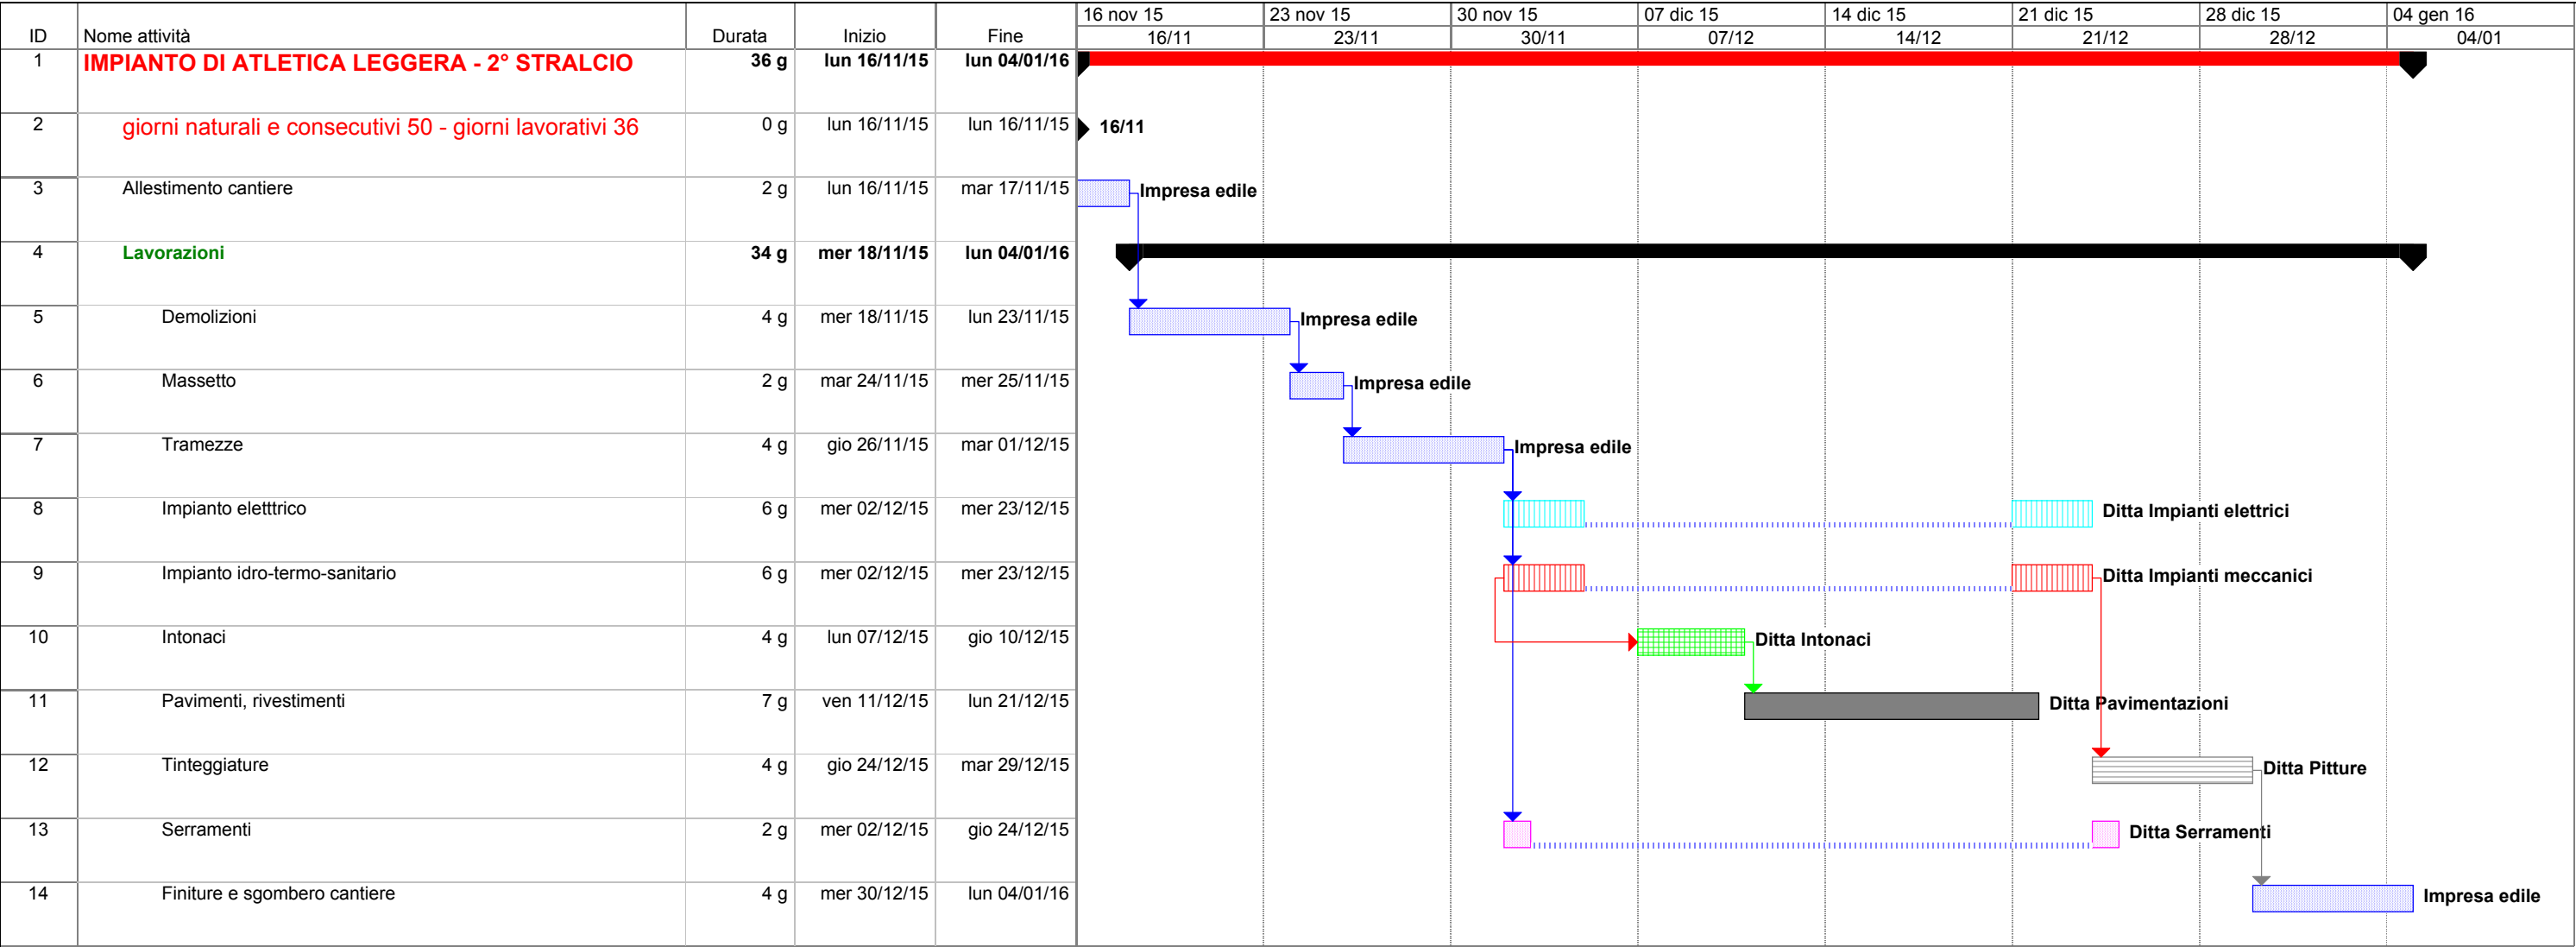 16 nov 15 23 nov 15 30 nov 15 07 dic 15 14 dic 15 21 dic 15 28 dic 15 04 gen 16
ID Nome attività Durata Inizio Fine 16/11 23/11 30/11 07/12 14/12 21/12 28/12 04/01
1 IMPIANTO DI ATLETICA LEGGERA - 2° STRALCIO 36 g lun 16/11/15 lun 04/01/16
2 giorni naturali e consecutivi 50 - giorni lavorativi 36 0 g lun 16/11/15 lun 16/11/15 16/11
3 Allestimento cantiere 2 g lun 16/11/15 mar 17/11/15 Impresa edile
4 Lavorazioni 34 g mer 18/11/15 lun 04/01/16
5 Demolizioni 4 g mer 18/11/15 lun 23/11/15 Impresa edile
6 Massetto 2 g mar 24/11/15 mer 25/11/15 Impresa edile
7 Tramezze 4 g gio 26/11/15 mar 01/12/15 Impresa edile
8 Impianto eletttrico 6 g mer 02/12/15 mer 23/12/15 Ditta Impianti elettrici
9 Impianto idro-termo-sanitario 6 g mer 02/12/15 mer 23/12/15 Ditta Impianti meccanici
10 Intonaci 4 g lun 07/12/15 gio 10/12/15 Ditta Intonaci
11 Pavimenti, rivestimenti 7 g ven 11/12/15 lun 21/12/15 Ditta Pavimentazioni
12 Tinteggiature 4 g gio 24/12/15 mar 29/12/15 Ditta Pitture
13 Serramenti 2 g mer 02/12/15 gio 24/12/15 Ditta Serramenti
14 Finiture e sgombero cantiere 4 g mer 30/12/15 lun 04/01/16 Impresa edile